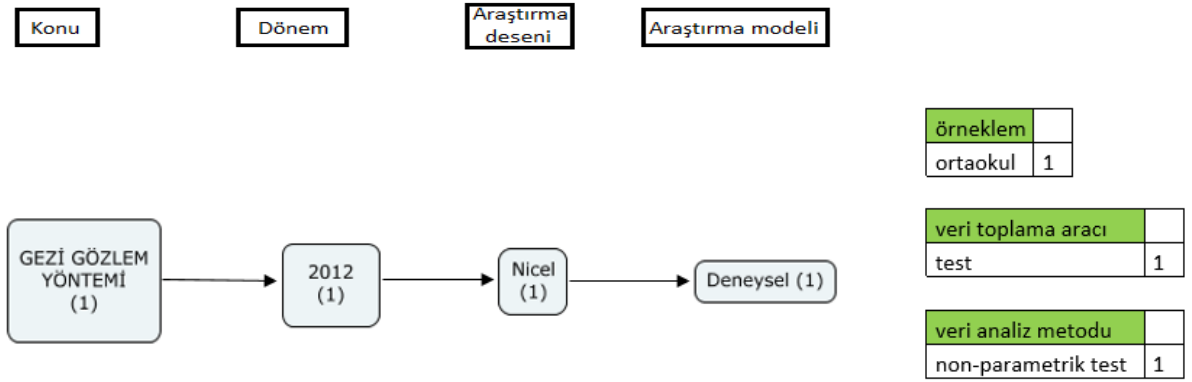 Konu
Dönem
Araştırma
deseni
Araştırma modeli
GEZİ GÖZLEM
YÖNTEMİ
(1)
2012
(1)
Nicel
(1)
Deneysel (1)
örneklem
ortaokul 1
veri toplama aracı
test 1
veri analiz metodu
non-parametrik test 1